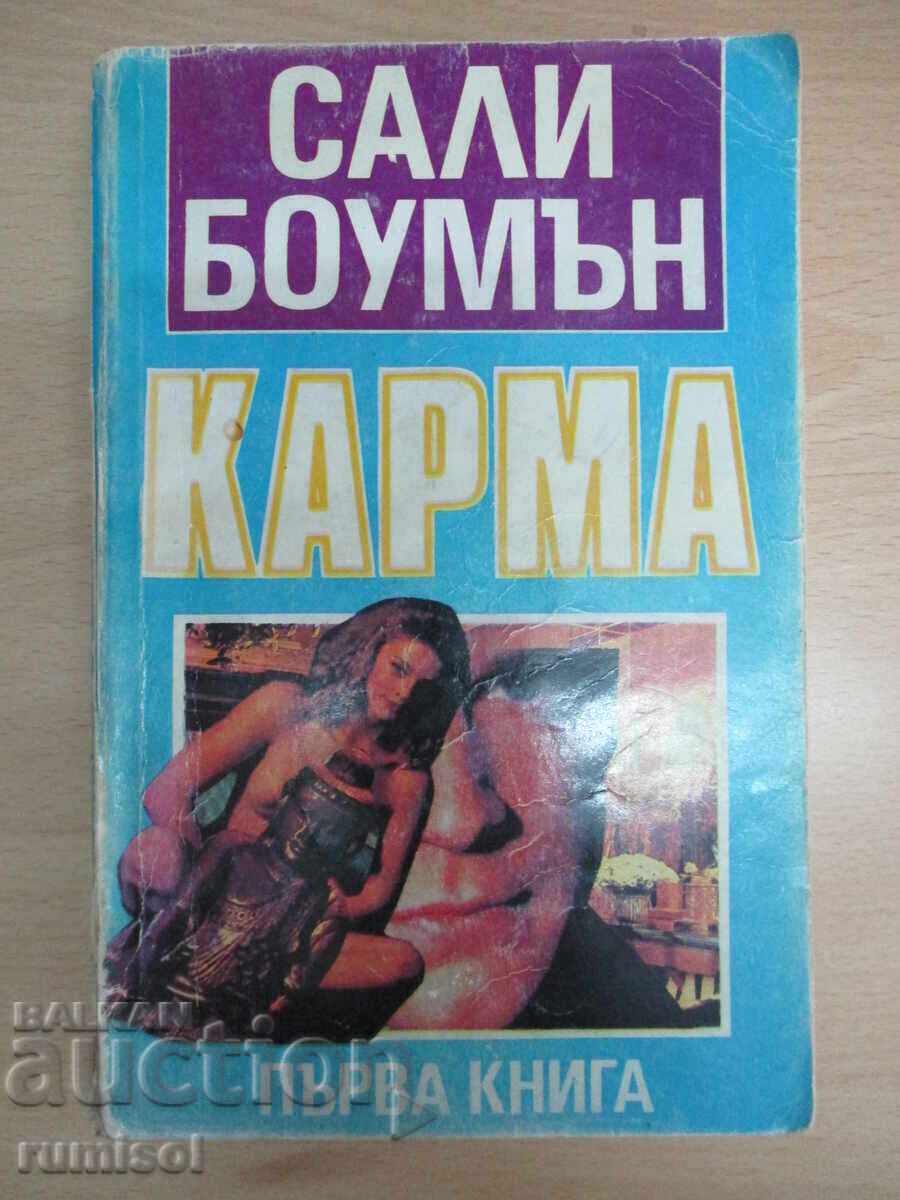 САЛИ
БОУМЪН
КАРМА
ПЪРВА КНИГА
BALKAN
auction
rumisol